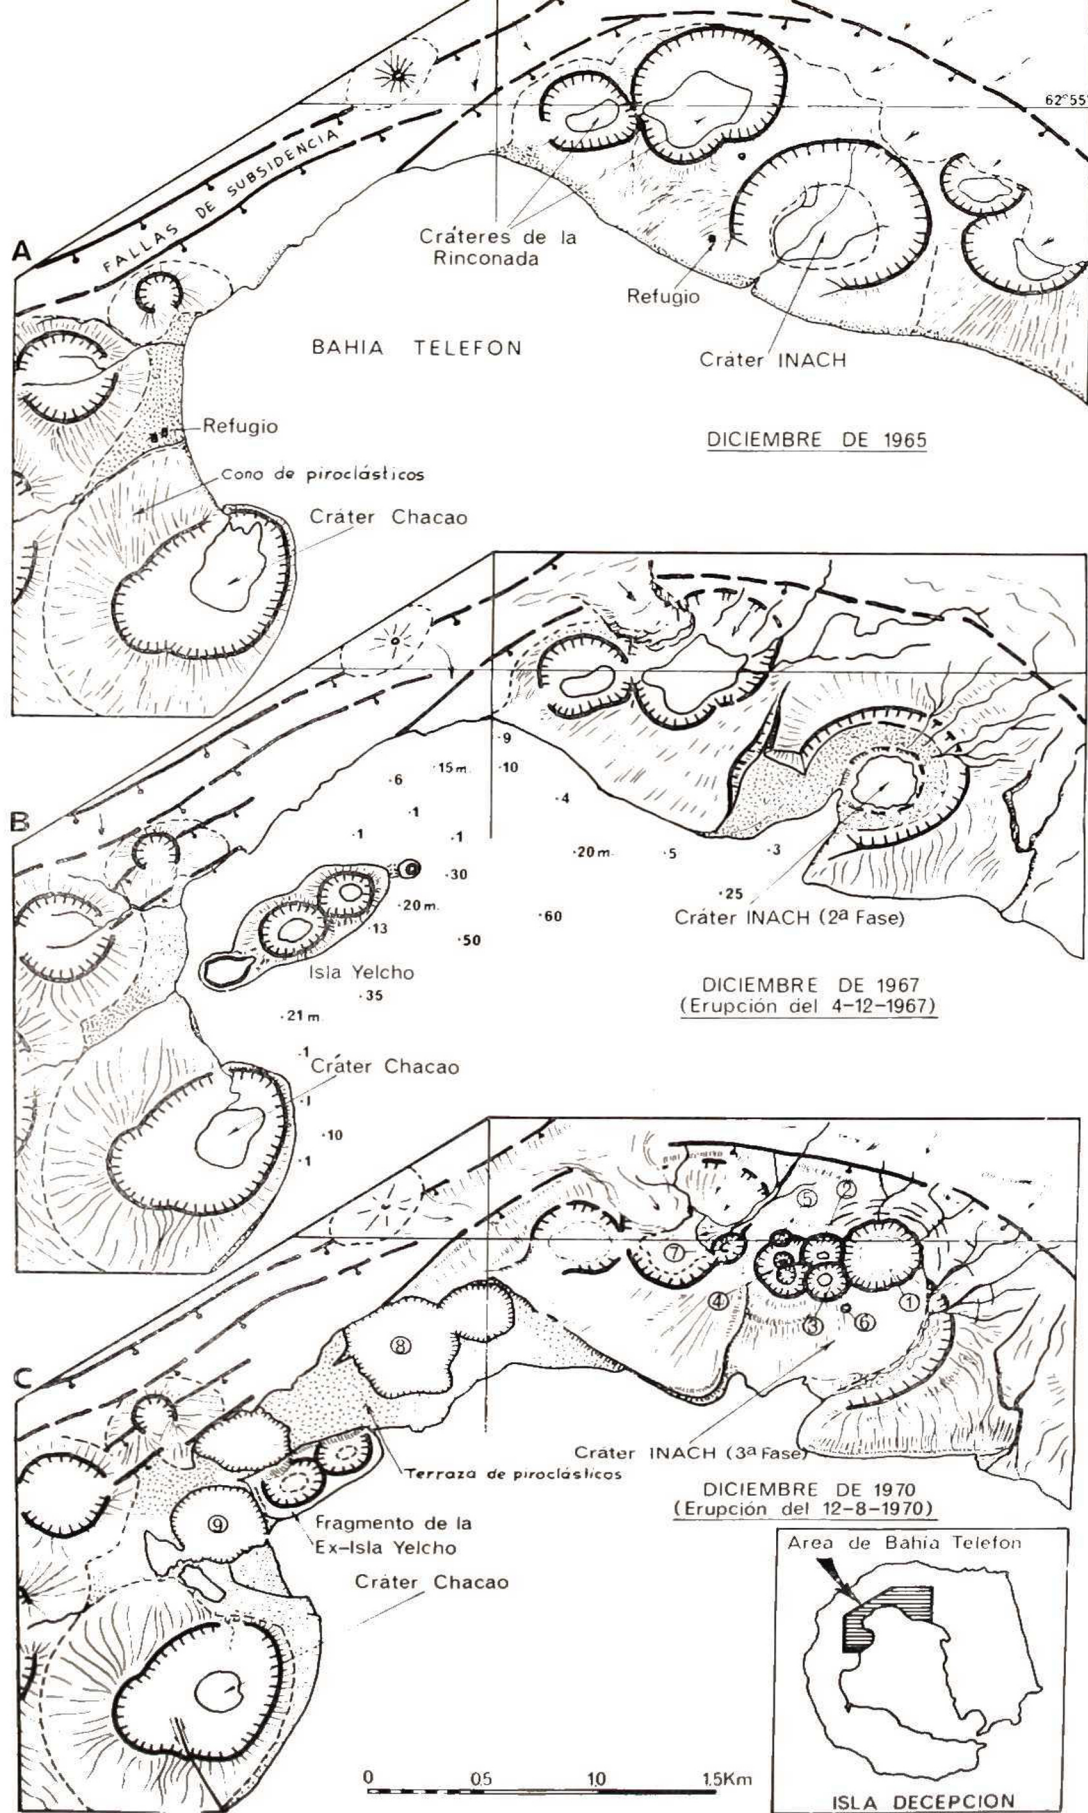 62°55'
A
FALLAS DE SUBSIDENCIA
Cráteres de la
Rinconada
Refugio
Cráter INACH
BAHIA TELEFON
Refugio
DICIEMBRE DE 1965
Cono de piroclásticos
Cráter Chacao
B
.9
.6
.15m.
.10
.4
.1
.1
.1
.20m.
.5
.3
.30
.25
.20m.
.60
Cráter INACH (2ª Fase)
.13
.50
Isla Yelcho
.35
DICIEMBRE DE 1967
(Erupción del 4-12-1967)
.21m
.1
Cráter Chacao
.1
.10
.1
C
②
⑤
⑦
④
①
③
⑥
⑧
Cráter INACH (3ª Fase)
Terraza de piroclásticos
DICIEMBRE DE 1970
(Erupción del 12-8-1970)
⑨
Fragmento de la
Ex-Isla Yelcho
Cráter Chacao
Area de Bahía Telefon
0 0.5 1.0 1.5Km
ISLA DECEPCION